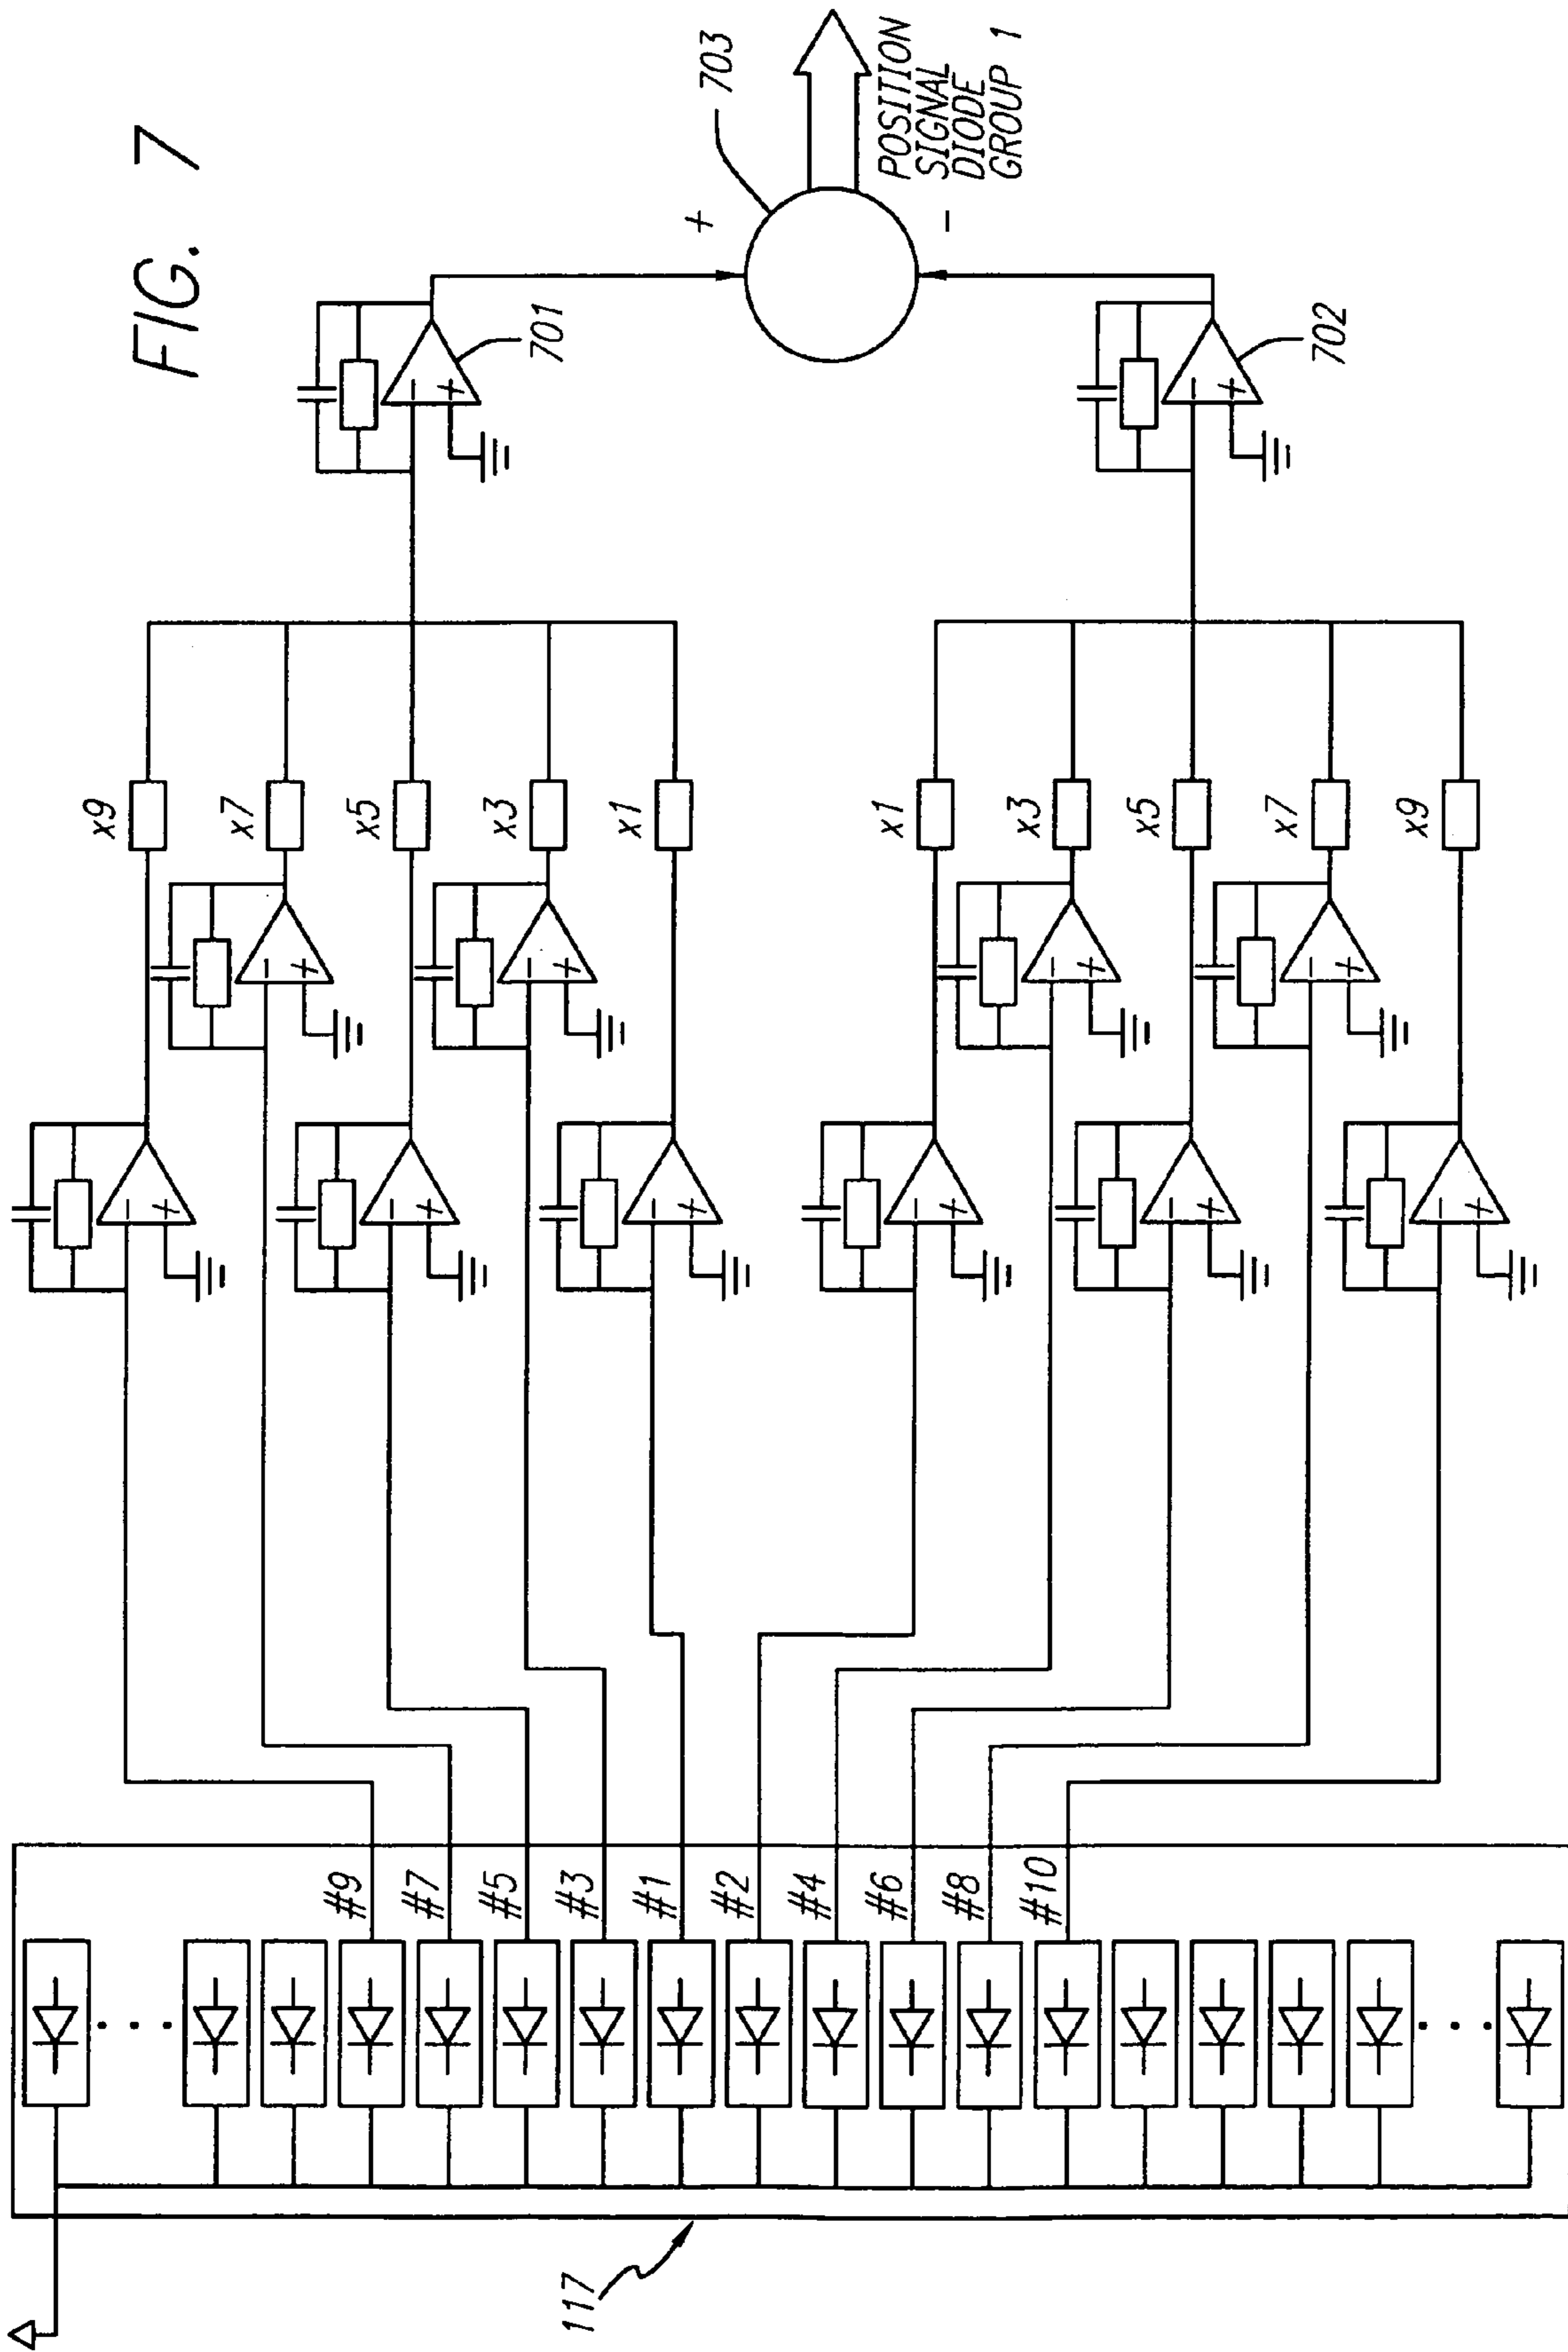 FIG. 7
703
+
-
POSITION
SIGNAL
DIODE
GROUP 1
701
702
- +
- +
x9
x7
x5
x3
x1
x1
x3
x5
x7
x9
- +
- +
- +
- +
- +
- +
- +
- +
- +
- +
#9
#7
#5
#3
#1
#2
#4
#6
#8
#10
117